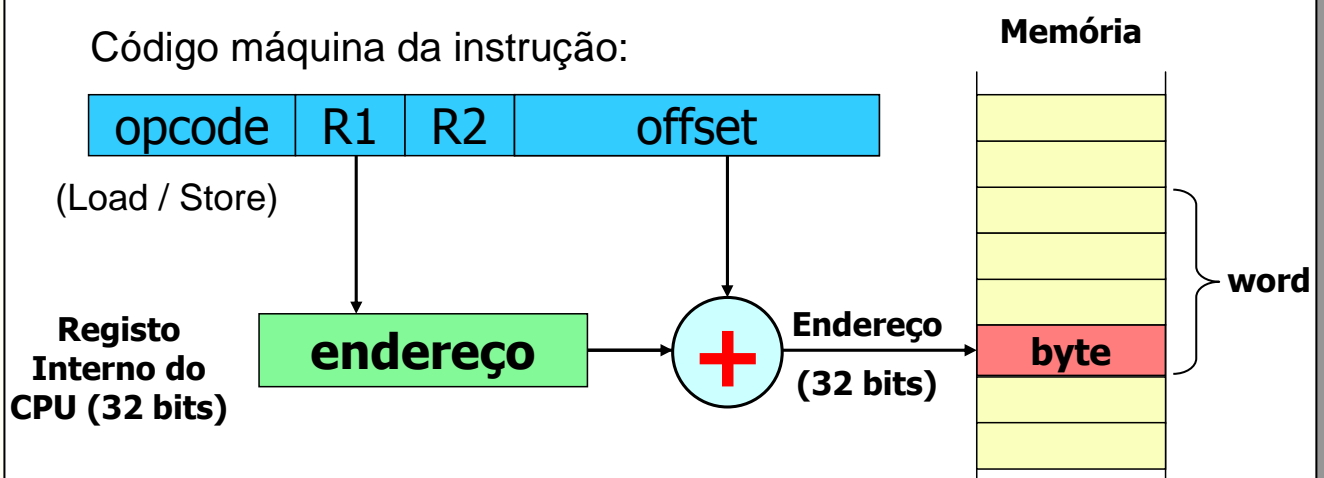 Memória
Código máquina da instrução:
opcode R1 R2 offset
(Load / Store)
word
Registo
Interno do
CPU (32 bits)
endereço
+
Endereço
(32 bits)
byte